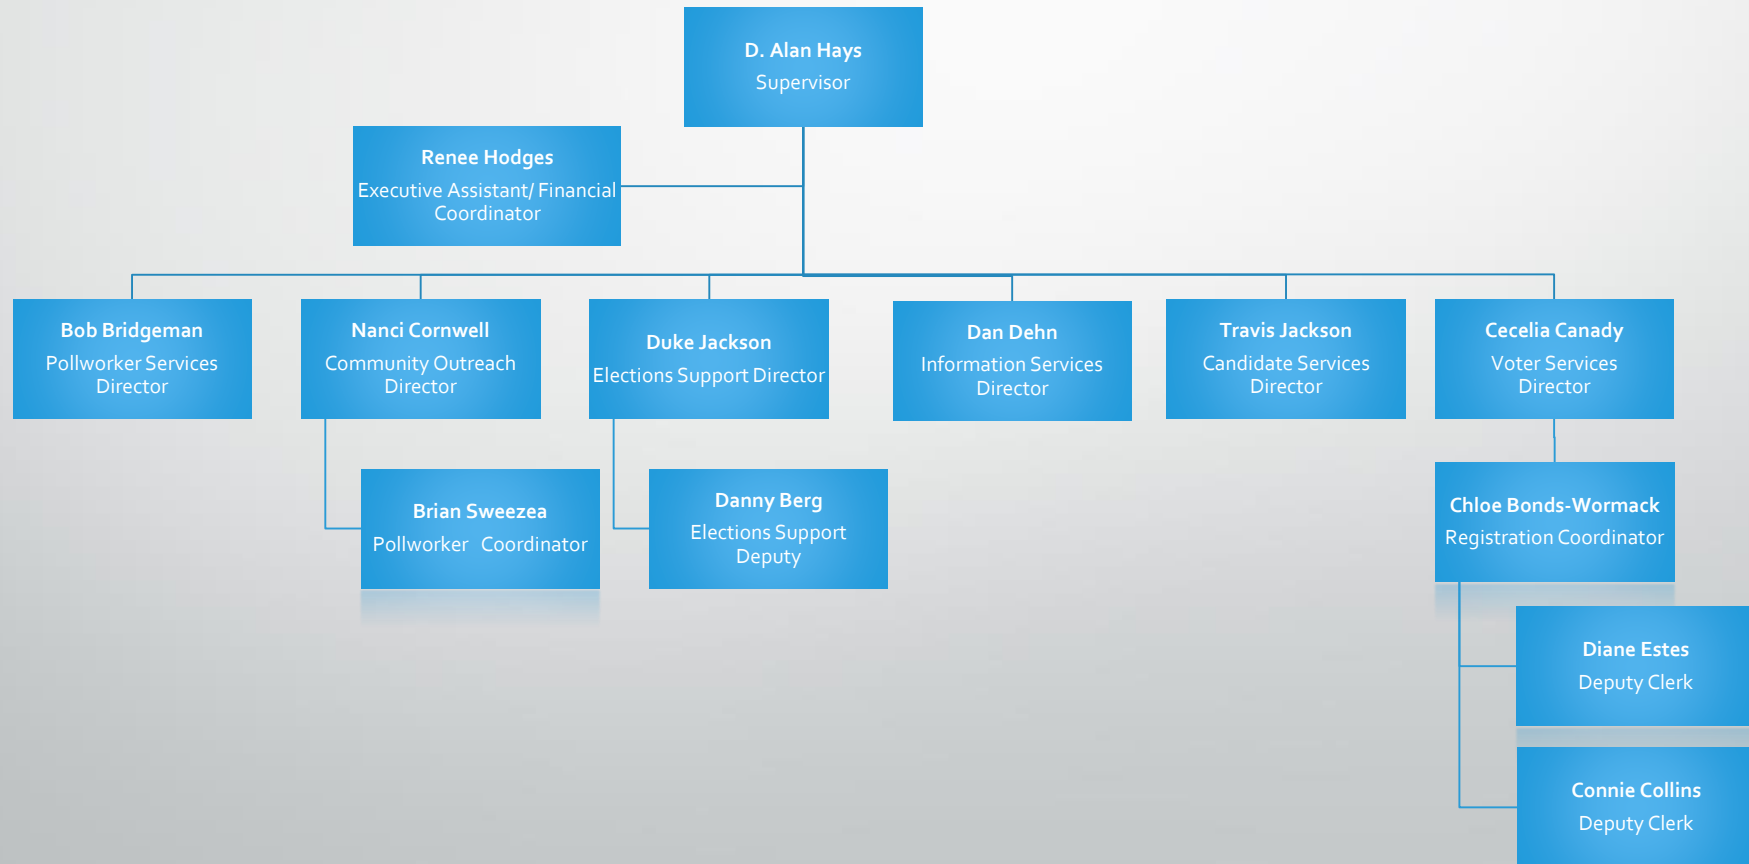 D. Alan Hays
Supervisor
Renee Hodges
Executive Assistant/ Financial
Coordinator
Bob Bridgeman
Pollworker Services
Director
Nanci Cornwell
Community Outreach
Director
Duke Jackson
Elections Support Director
Dan Dehn
Information Services
Director
Travis Jackson
Candidate Services
Director
Cecelia Canady
Voter Services
Director
Brian Sweezea
Pollworker  Coordinator
Danny Berg
Elections Support
Deputy
Chloe Bonds-Wormack
Registration Coordinator
Diane Estes
Deputy Clerk
Connie Collins
Deputy Clerk